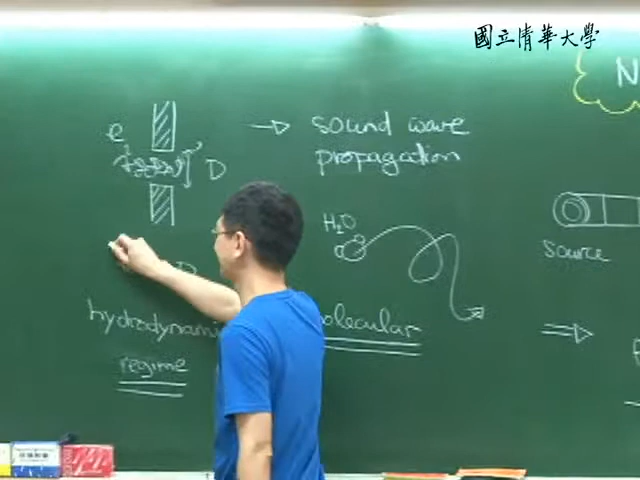 國立清華大學
N
sound wave
propagation
D
H₂O
source
D
hydrodynami
olecular
regime